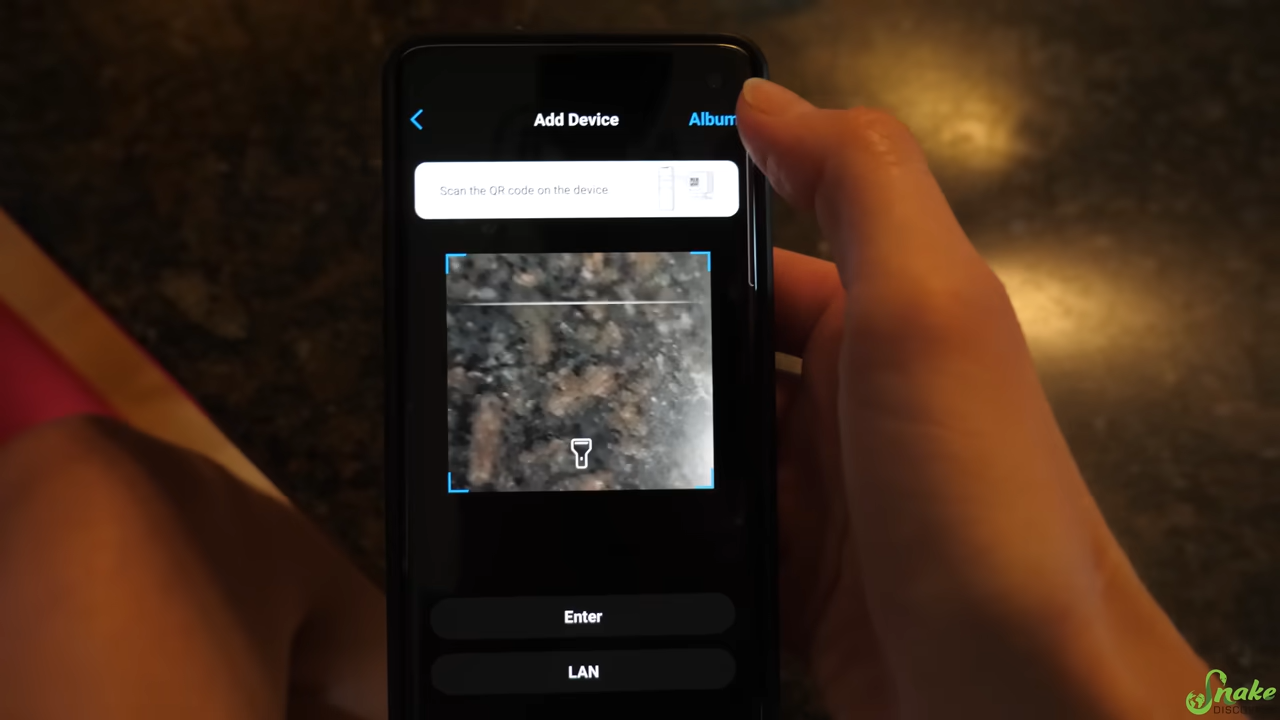 Add Device
Album
Scan the QR code on the device
Enter
LAN
Snake